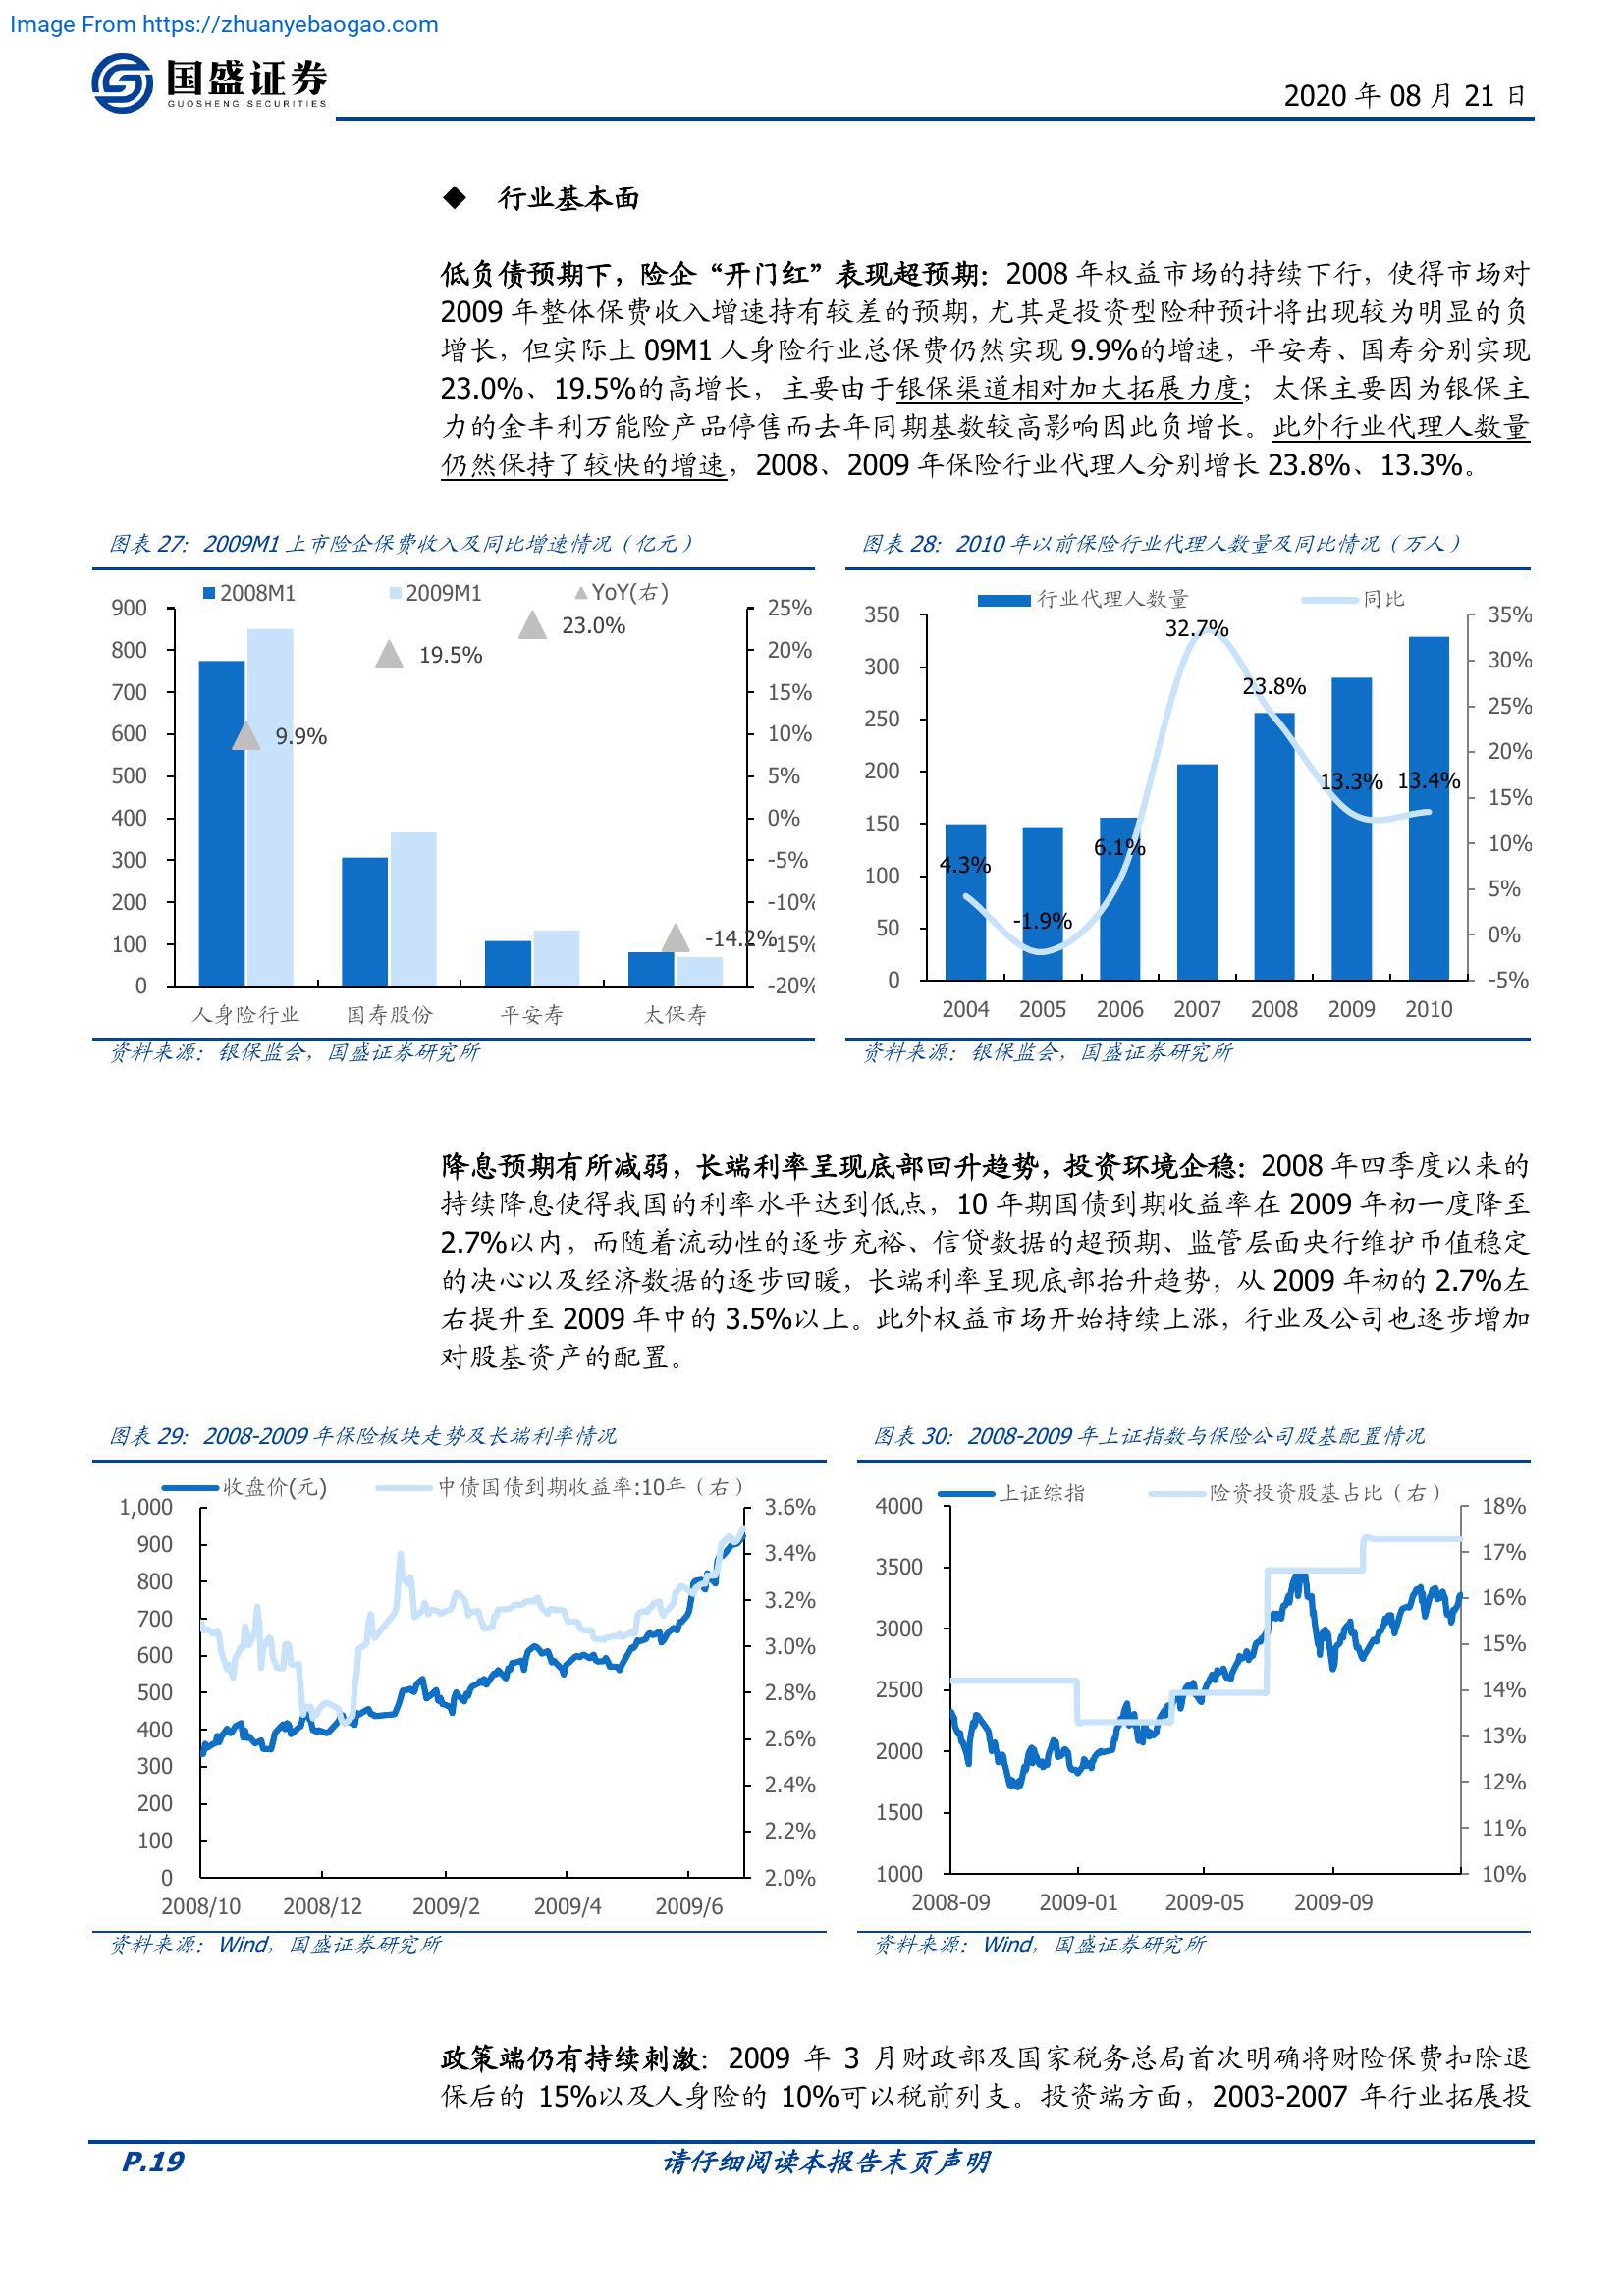 Image From https://zhuanyebaogao.com
国盛证券
GUOSHENG SECURITIES
2020 年 08 月 21 日
◆ 行业基本面
低负债预期下，险企“开门红”表现超预期：2008 年权益市场的持续下行，使得市场对
2009 年整体保费收入增速持有较差的预期，尤其是投资型险种预计将出现较为明显的负
增长，但实际上 09M1 人身险行业总保费仍然实现 9.9%的增速，平安寿、国寿分别实现
23.0%、19.5%的高增长，主要由于银保渠道相对加大拓展力度；太保主要因为银保主
力的金丰利万能险产品停售而去年同期基数较高影响因此负增长。此外行业代理人数量
仍然保持了较快的增速，2008、2009 年保险行业代理人分别增长 23.8%、13.3%。
图表 27：2009M1 上市险企保费收入及同比增速情况（亿元）
2008M1 2009M1 YoY(右)
900
800
700
600
500
400
300
200
100
0
25%
20%
15%
10%
5%
0%
-5%
-10%
-15%
-20%
9.9%
19.5%
23.0%
-14.2%
人身险行业 国寿股份 平安寿 太保寿
资料来源：银保监会，国盛证券研究所
图表 28：2010 年以前保险行业代理人数量及同比情况（万人）
行业代理人数量 同比
350
300
250
200
150
100
50
0
35%
30%
25%
20%
15%
10%
5%
0%
-5%
4.3%
-1.9%
6.1%
32.7%
23.8%
13.3%
13.4%
2004 2005 2006 2007 2008 2009 2010
资料来源：银保监会，国盛证券研究所
降息预期有所减弱，长端利率呈现底部回升趋势，投资环境企稳：2008 年四季度以来的
持续降息使得我国的利率水平达到低点，10 年期国债到期收益率在 2009 年初一度降至
2.7%以内，而随着流动性的逐步充裕、信贷数据的超预期、监管层面央行维护币值稳定
的决心以及经济数据的逐步回暖，长端利率呈现底部抬升趋势，从 2009 年初的 2.7%左
右提升至 2009 年中的 3.5%以上。此外权益市场开始持续上涨，行业及公司也逐步增加
对股基资产的配置。
图表 29：2008-2009 年保险板块走势及长端利率情况
收盘价(元) 中债国债到期收益率:10年（右）
1,000
900
800
700
600
500
400
300
200
100
0
3.6%
3.4%
3.2%
3.0%
2.8%
2.6%
2.4%
2.2%
2.0%
2008/10 2008/12 2009/2 2009/4 2009/6
资料来源：Wind，国盛证券研究所
图表 30：2008-2009 年上证指数与保险公司股基配置情况
上证综指 险资投资股基占比（右）
4000
3500
3000
2500
2000
1500
1000
18%
17%
16%
15%
14%
13%
12%
11%
10%
2008-09 2009-01 2009-05 2009-09
资料来源：Wind，国盛证券研究所
政策端仍有持续刺激：2009 年 3 月财政部及国家税务总局首次明确将财险保费扣除退
保后的 15%以及人身险的 10%可以税前列支。投资端方面，2003-2007 年行业拓展投
P.19
请仔细阅读本报告末页声明